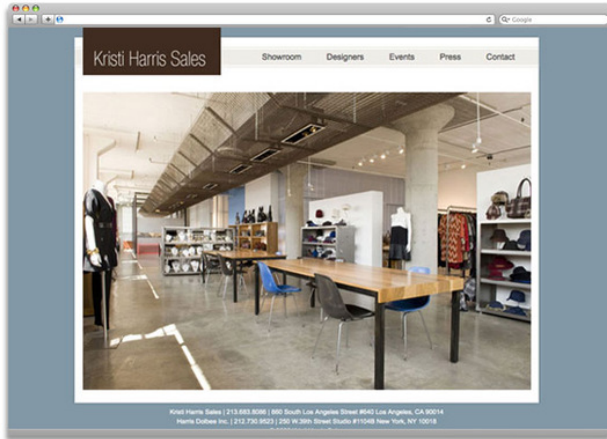 Google
Kristi Harris Sales
Showroom Designers Events Press Contact
Kristi Harris Sales | 213.683.8086 | 860 South Los Angeles Street #640 Los Angeles, CA 90014
Harris Dolbee Inc. | 212.730.9523 | 250 W.39th Street Studio #1104B New York, NY 10018